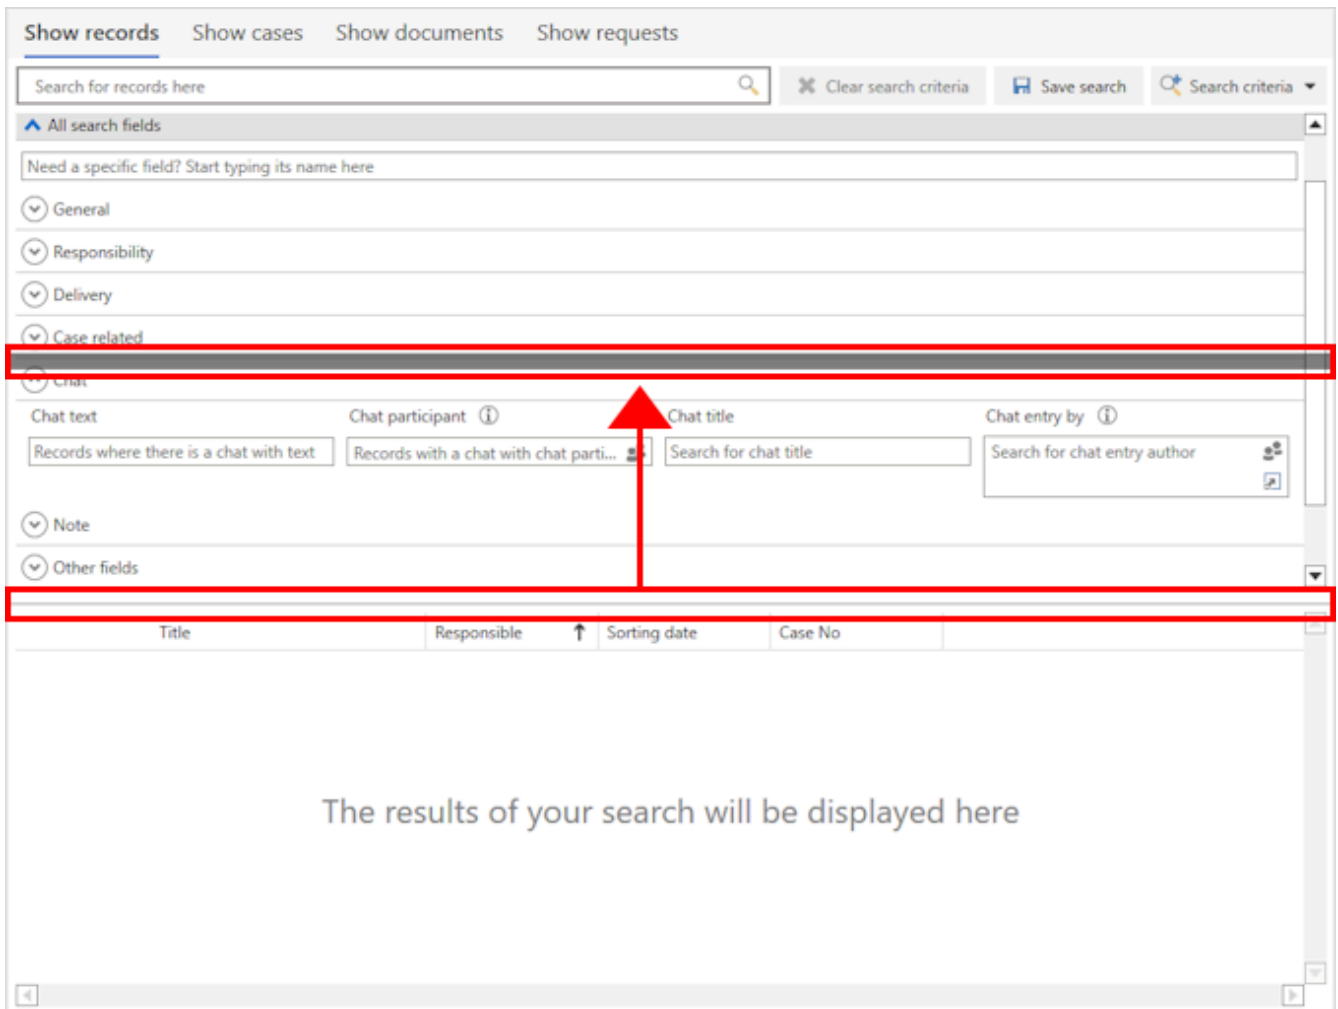 Show records Show cases Show documents Show requests
Search for records here Clear search criteria Save search Search criteria
All search fields
Need a specific field? Start typing its name here
General
Responsibility
Delivery
Case related
Chat
Chat text Chat participant Chat title Chat entry by
Records where there is a chat with text Records with a chat with chat parti... Search for chat title Search for chat entry author
Note
Other fields
Title Responsible Sorting date Case No
The results of your search will be displayed here